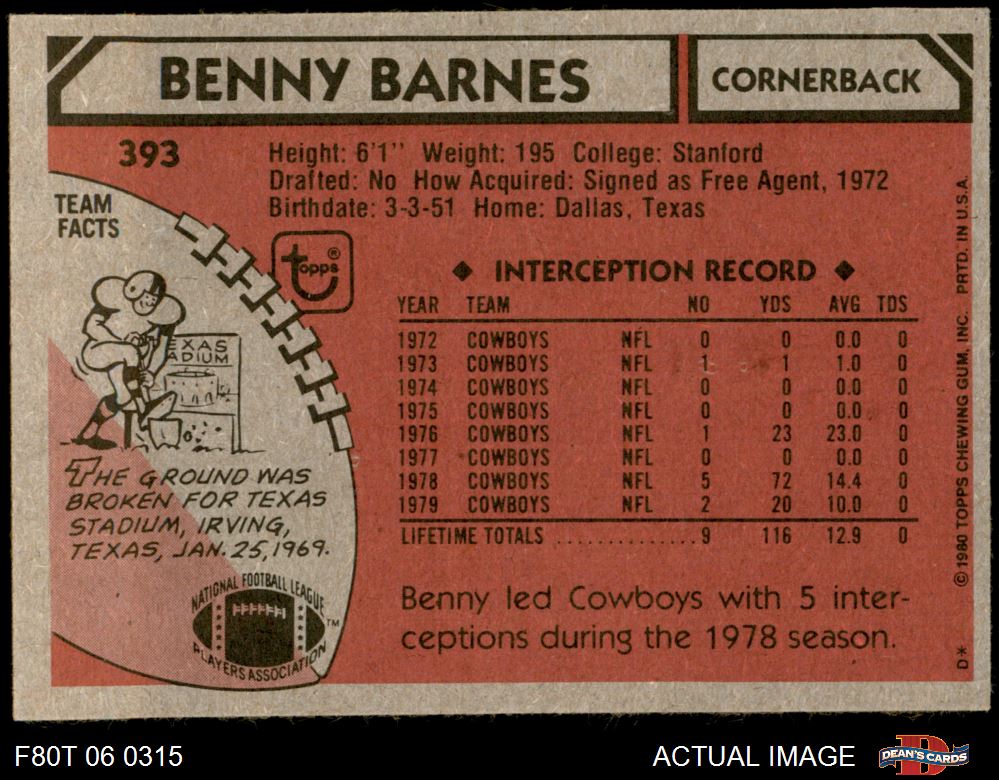 BENNY BARNES
CORNERBACK
393
Height: 6'1" Weight: 195 College: Stanford
Drafted: No How Acquired: Signed as Free Agent, 1972
Birthdate: 3-3-51 Home: Dallas, Texas
TEAM
FACTS
topps®
EXAS
ADIUM
THE GROUND WAS
BROKEN FOR TEXAS
STADIUM, IRVING,
TEXAS, JAN. 25, 1969.
NATIONAL FOOTBALL LEAGUE
PLAYERS ASSOCIATION
TM
◆ INTERCEPTION RECORD ◆
YEAR TEAM NO YDS AVG TDS
1972 COWBOYS NFL 0 0 0.0 0
1973 COWBOYS NFL 1 1 1.0 0
1974 COWBOYS NFL 0 0 0.0 0
1975 COWBOYS NFL 0 0 0.0 0
1976 COWBOYS NFL 1 23 23.0 0
1977 COWBOYS NFL 0 0 0.0 0
1978 COWBOYS NFL 5 72 14.4 0
1979 COWBOYS NFL 2 20 10.0 0
LIFETIME TOTALS .............. 9 116 12.9 0
Benny led Cowboys with 5 inter-
ceptions during the 1978 season.
© 1980 TOPPS CHEWING GUM, INC. PRTD. IN U.S.A.
D*
F80T 06 0315
ACTUAL IMAGE
DEAN'S CARDS